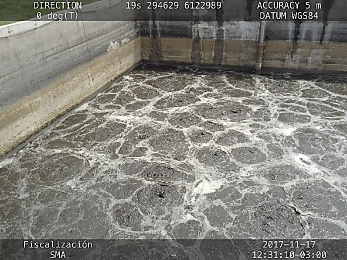 DIRECTION 19s 294629 6122989 ACCURACY 5 m
0 deg(T) DATUM WGS84
Fiscalización 2017-11-17
SMA 12:31:10-03:00